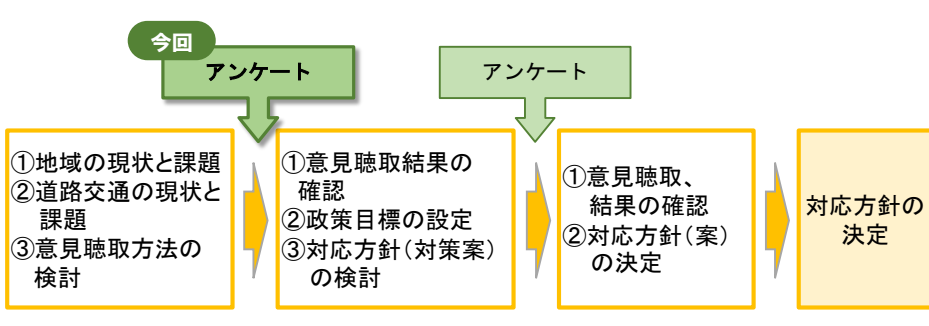 今回
アンケート
アンケート
①地域の現状と課題
②道路交通の現状と
課題
③意見聴取方法の
検討
①意見聴取結果の
確認
②政策目標の設定
③対応方針（対策案）
の検討
①意見聴取、
結果の確認
②対応方針（案）
の決定
対応方針の
決定